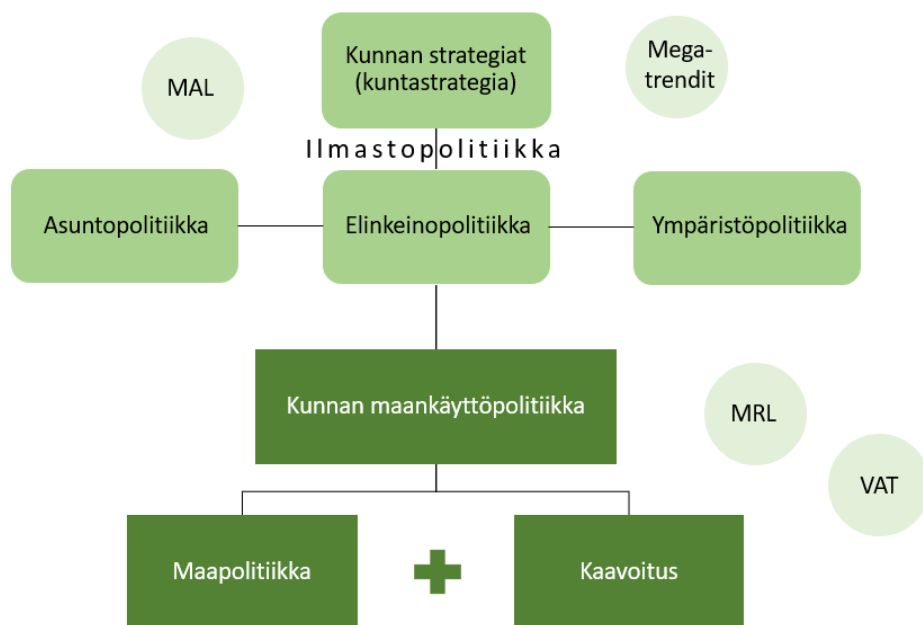 Kunnan strategiat
(kuntastrategia)
MAL
Mega-
trendit
Ilmastopolitiikka
Asuntopolitiikka
Elinkeinopolitiikka
Ympäristöpolitiikka
Kunnan maankäyttöpolitiikka
MRL
VAT
Maapolitiikka
Kaavoitus